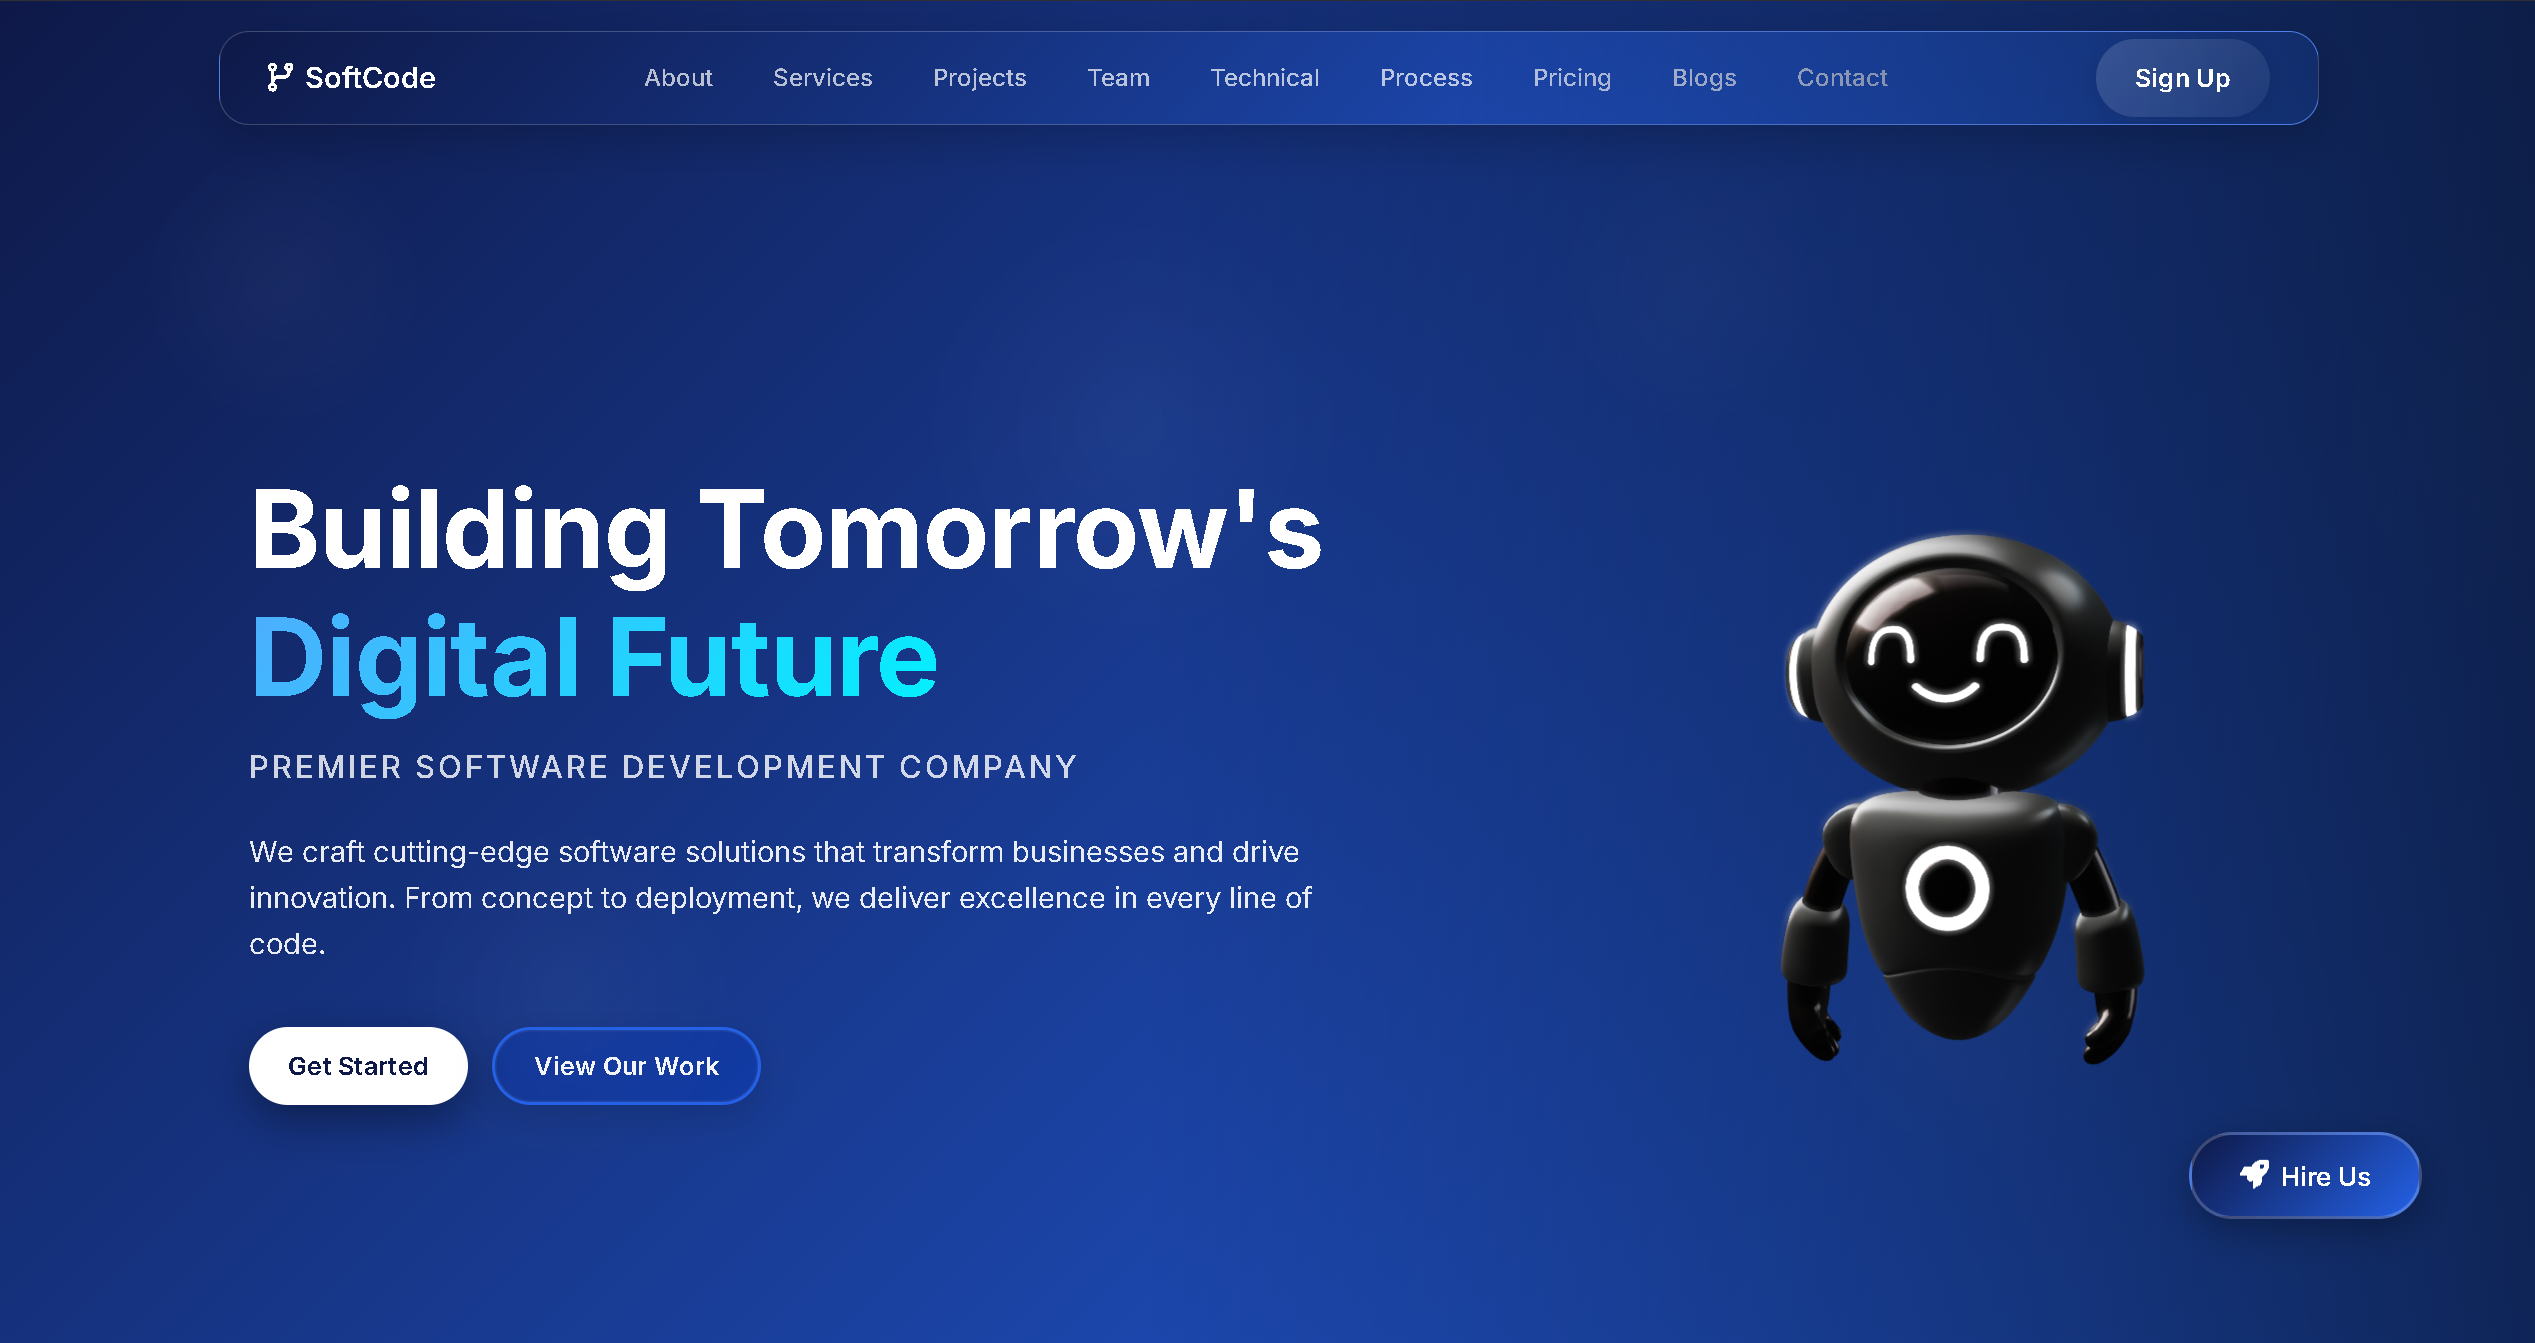 SoftCode
About Services Projects Team Technical Process Pricing Blogs Contact
Sign Up
Building Tomorrow's
Digital Future
PREMIER SOFTWARE DEVELOPMENT COMPANY
We craft cutting-edge software solutions that transform businesses and drive
innovation. From concept to deployment, we deliver excellence in every line of
code.
Get Started
View Our Work
Hire Us